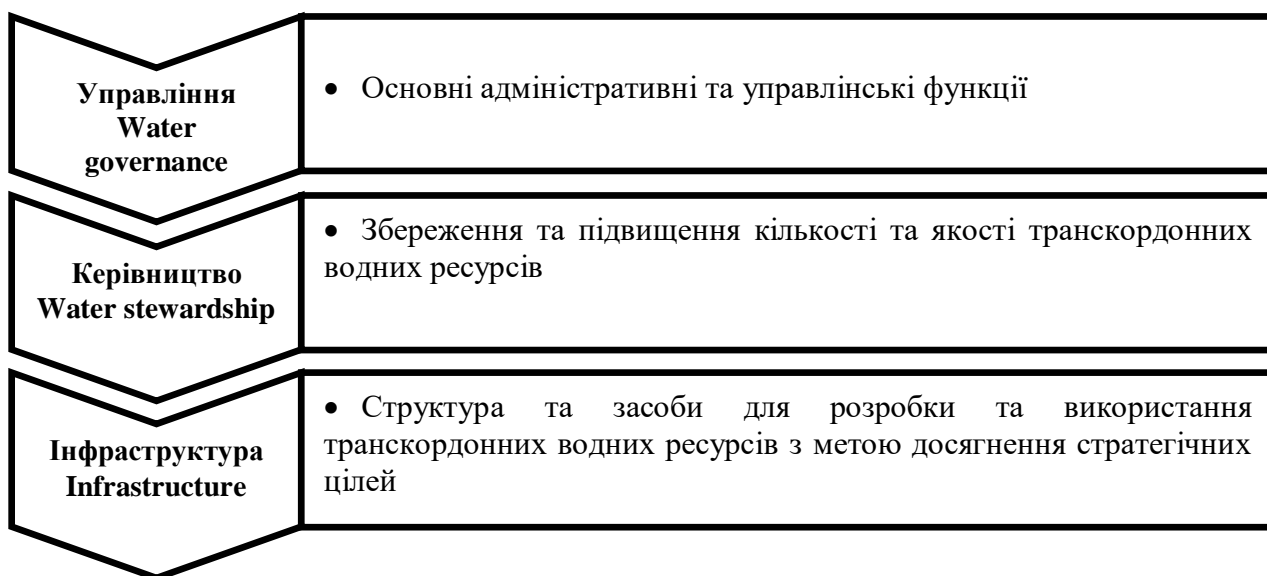 Управління
Water
governance
• Основні адміністративні та управлінські функції
Керівництво
Water stewardship
• Збереження та підвищення кількості та якості транскордонних
водних ресурсів
Інфраструктура
Infrastructure
• Структура та засоби для розробки та використання
транскордонних водних ресурсів з метою досягнення стратегічних
цілей